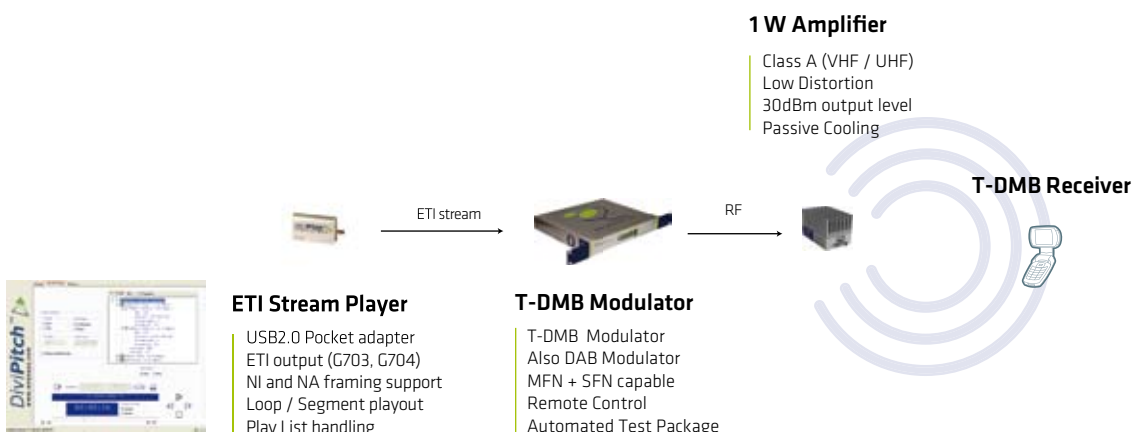 1 W Amplifier
Class A (VHF / UHF)
Low Distortion
30dBm output level
Passive Cooling
T-DMB Receiver
ETI stream
RF
DiviPitch
ETI Stream Player
USB2.0 Pocket adapter
ETI output (G703, G704)
NI and NA framing support
Loop / Segment playout
Play List handling
T-DMB Modulator
T-DMB Modulator
Also DAB Modulator
MFN + SFN capable
Remote Control
Automated Test Package